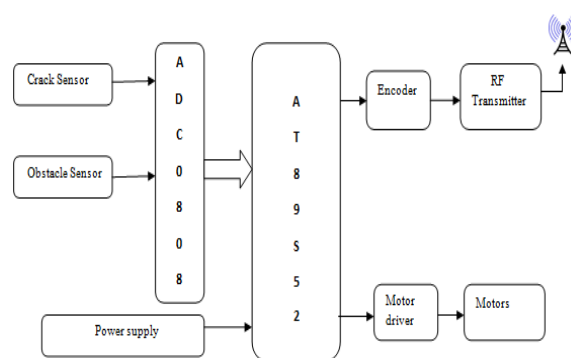 Crack Sensor
Obstacle Sensor
Power supply
A
D
C
0
8
0
8
A
T
8
9
S
5
2
Encoder
RF
Transmitter
Motor
driver
Motors